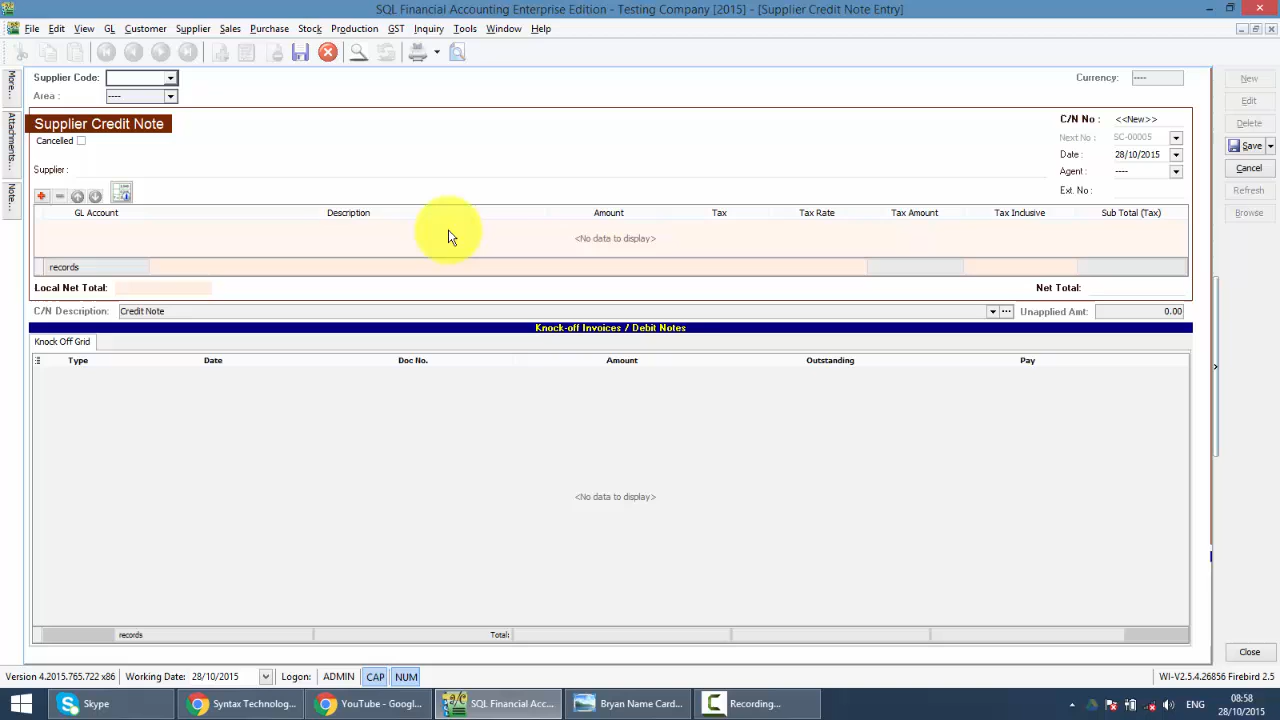 SQL Financial Accounting Enterprise Edition - Testing Company [2015] - [Supplier Credit Note Entry]
File Edit View GL Customer Supplier Sales Purchase Stock Production GST Inquiry Tools Window Help
More...
Attachments...
Note...
Supplier Code:
Currency: ----
Area : ----
Supplier Credit Note
C/N No : <<New>>
Cancelled
Next No : SC-00005
Date : 28/10/2015
Supplier :
Agent : ----
Ext. No :
GL Account Description Amount Tax Tax Rate Tax Amount Tax Inclusive Sub Total (Tax)
<No data to display>
records
Local Net Total: Net Total:
C/N Description: Credit Note Unapplied Amt: 0.00
Knock-off Invoices / Debit Notes
Knock Off Grid
Type Date Doc No. Amount Outstanding Pay
<No data to display>
records Total:
New
Edit
Delete
Save
Cancel
Refresh
Browse
Close
Version 4.2015.765.722 x86 Working Date: 28/10/2015 Logon: ADMIN CAP NUM WI-V2.5.4.26856 Firebird 2.5
Skype Syntax Technolog... YouTube - Googl... SQL Financial Acc... Bryan Name Card... Recording... ENG 08:58
28/10/2015